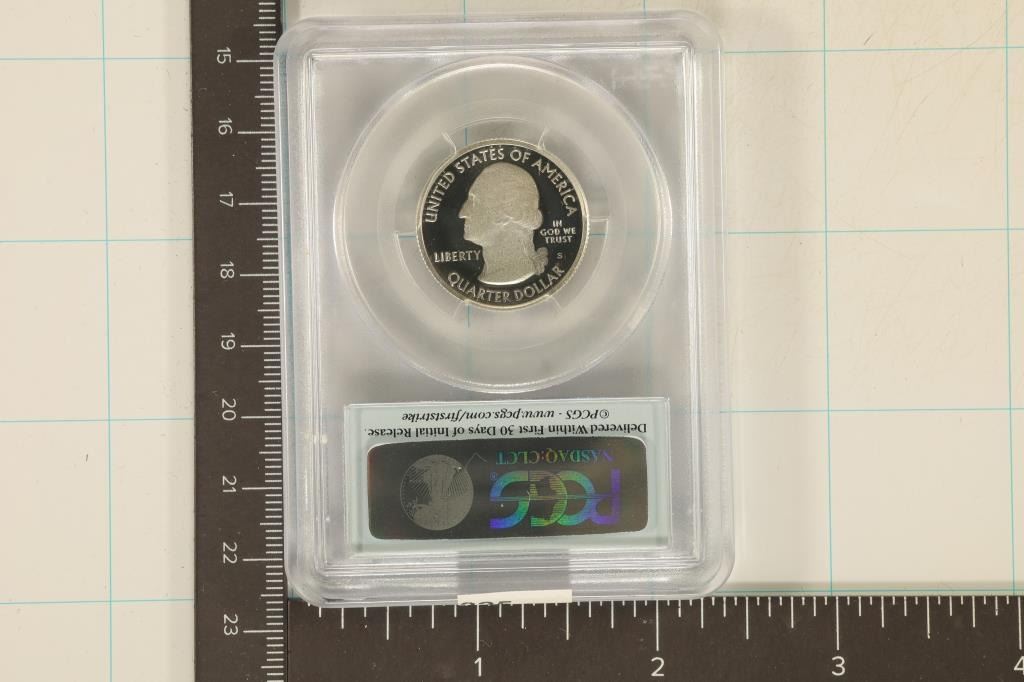 UNITED STATES OF AMERICA
IN
GOD WE
TRUST
LIBERTY
S
QUARTER DOLLAR
Delivered Within First 30 Days of Initial Release.
©PCGS - www.pcgs.com/firststrike
NASDAQ:CLCT
PCGS®
15
16
17
18
19
20
21
22
23
1
2
3
4